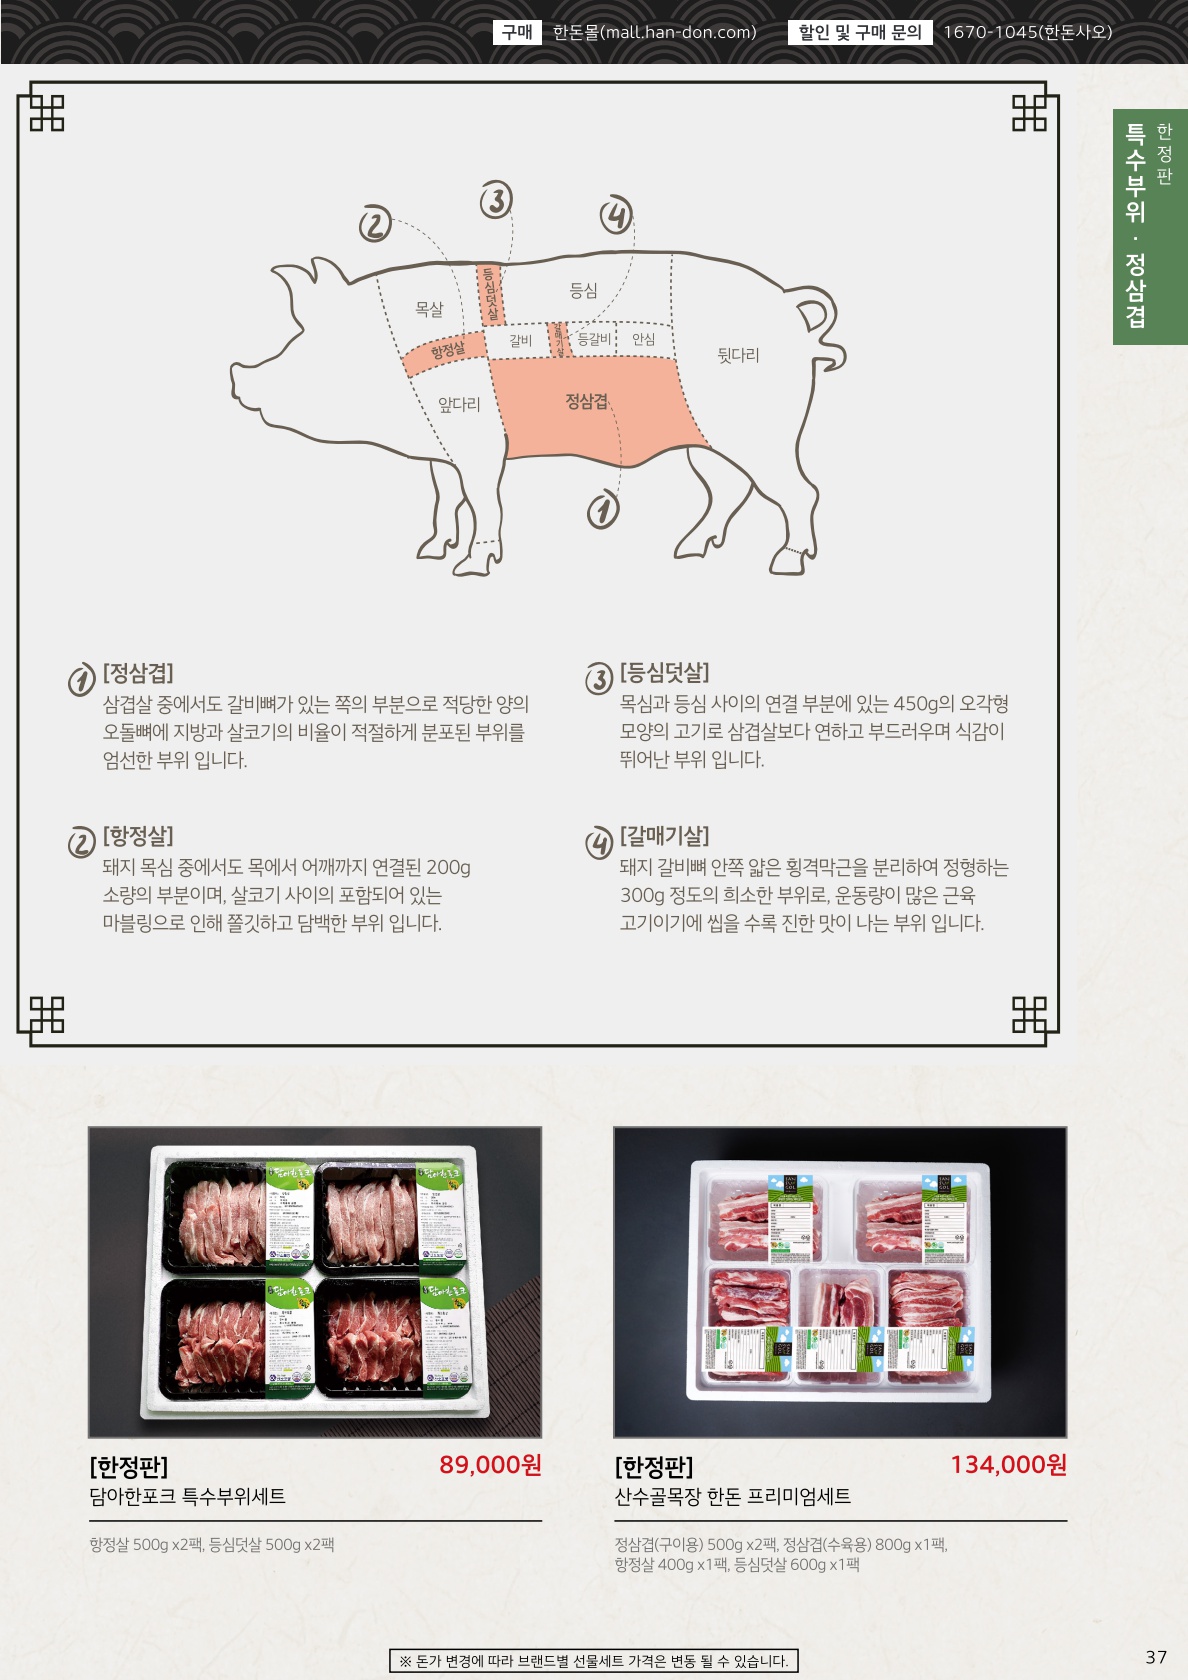 구매 한돈몰(mall.han-don.com) 할인 및 구매 문의 1670-1045(한돈사오)
한정판
특수부위 · 정삼겹
2
3
4
등심덧살
목살
등심
항정살
갈비
갈매기살
등갈비
안심
뒷다리
앞다리
정삼겹
1
1 [정삼겹]
삼겹살 중에서도 갈비뼈가 있는 쪽의 부분으로 적당한 양의
오돌뼈에 지방과 살코기의 비율이 적절하게 분포된 부위를
엄선한 부위 입니다.
2 [항정살]
돼지 목심 중에서도 목에서 어깨까지 연결된 200g
소량의 부분이며, 살코기 사이의 포함되어 있는
마블링으로 인해 쫄깃하고 담백한 부위 입니다.
3 [등심덧살]
목심과 등심 사이의 연결 부분에 있는 450g의 오각형
모양의 고기로 삼겹살보다 연하고 부드러우며 식감이
뛰어난 부위 입니다.
4 [갈매기살]
돼지 갈비뼈 안쪽 얇은 횡격막근을 분리하여 정형하는
300g 정도의 희소한 부위로, 운동량이 많은 근육
고기이기에 씹을 수록 진한 맛이 나는 부위 입니다.
담아한포크
담아한포크
담아한포크
담아한포크
[한정판] 89,000원
담아한포크 특수부위세트
항정살 500g x2팩, 등심덧살 500g x2팩
[한정판] 134,000원
산수골목장 한돈 프리미엄세트
정삼겹(구이용) 500g x2팩, 정삼겹(수육용) 800g x1팩,
항정살 400g x1팩, 등심덧살 600g x1팩
※ 돈가 변경에 따라 브랜드별 선물세트 가격은 변동 될 수 있습니다.
37